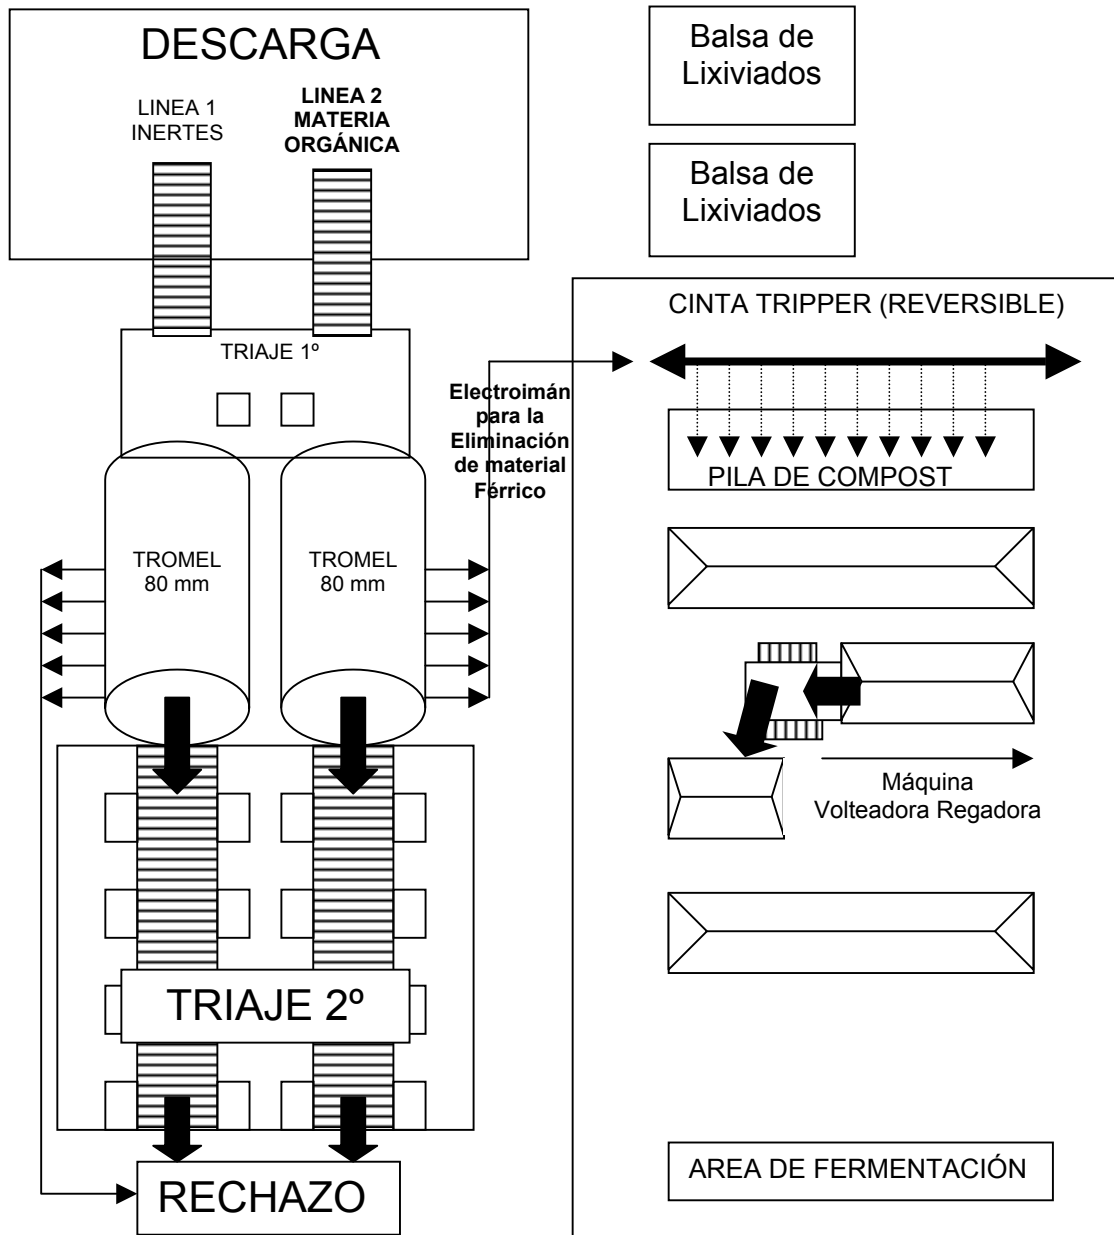 DESCARGA
LINEA 1
INERTES
LINEA 2
MATERIA
ORGÁNICA
TRIAJE 1º
TROMEL
80 mm
TROMEL
80 mm
TRIAJE 2º
RECHAZO
Electroimán
para la
Eliminación
de material
Férrico
Balsa de
Lixiviados
Balsa de
Lixiviados
CINTA TRIPPER (REVERSIBLE)
PILA DE COMPOST
Máquina
Volteadora Regadora
AREA DE FERMENTACIÓN